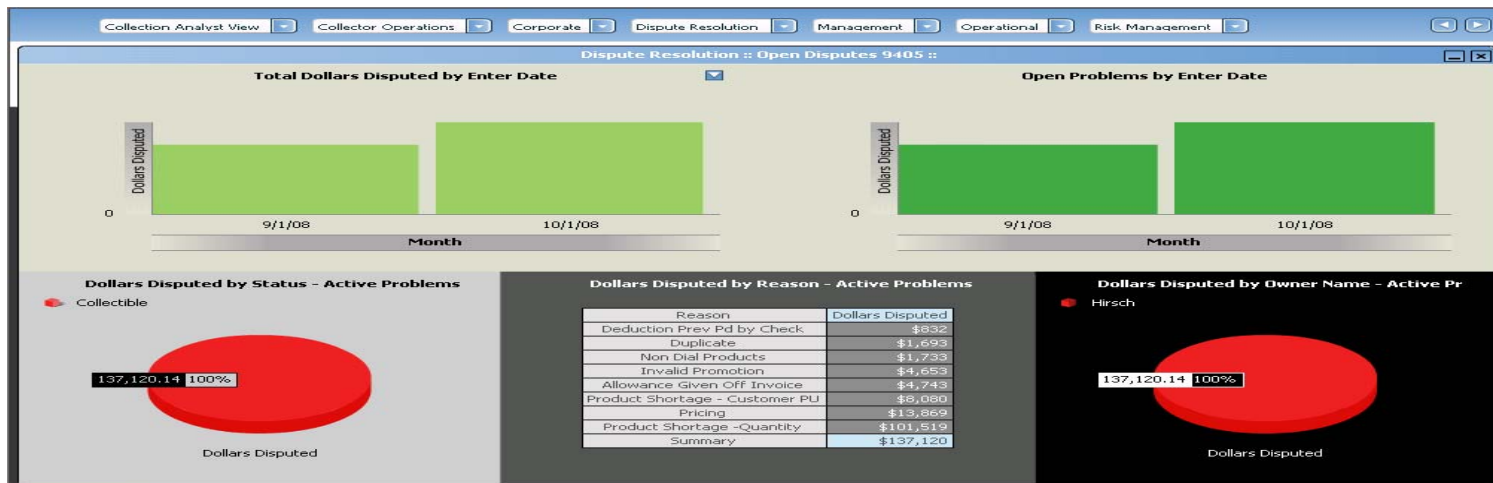 Collection Analyst View Collector Operations Corporate Dispute Resolution Management Operational Risk Management
Dispute Resolution :: Open Disputes 9405 ::
Total Dollars Disputed by Enter Date
Dollars Disputed
0
9/1/08 10/1/08
Month
Open Problems by Enter Date
Dollars Disputed
0
9/1/08 10/1/08
Month
Dollars Disputed by Status - Active Problems
Collectible
137,120.14 100%
Dollars Disputed
Dollars Disputed by Reason - Active Problems
Reason Dollars Disputed
Deduction Prev Pd by Check $832
Duplicate $1,693
Non Dial Products $1,733
Invalid Promotion $4,653
Allowance Given Off Invoice $4,743
Product Shortage - Customer PU $8,080
Pricing $13,869
Product Shortage -Quantity $101,519
Summary $137,120
Dollars Disputed by Owner Name - Active Pr
Hirsch
137,120.14 100%
Dollars Disputed